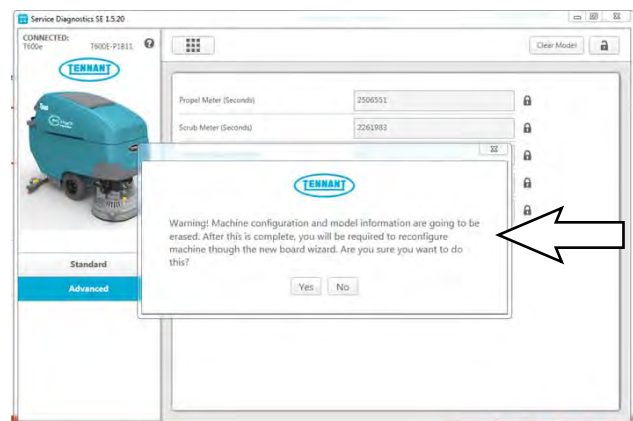 Service Diagnostics SE 1.5.20
CONNECTED:
T600e T600E-P1811
TENNANT
Clear Model
Propel Meter (Seconds) 2506551
Scrub Meter (Seconds) 2261983
TENNANT
Warning! Machine configuration and model information are going to be
erased. After this is complete, you will be required to reconfigure
machine though the new board wizard. Are you sure you want to do
this?
Yes No
Standard
Advanced